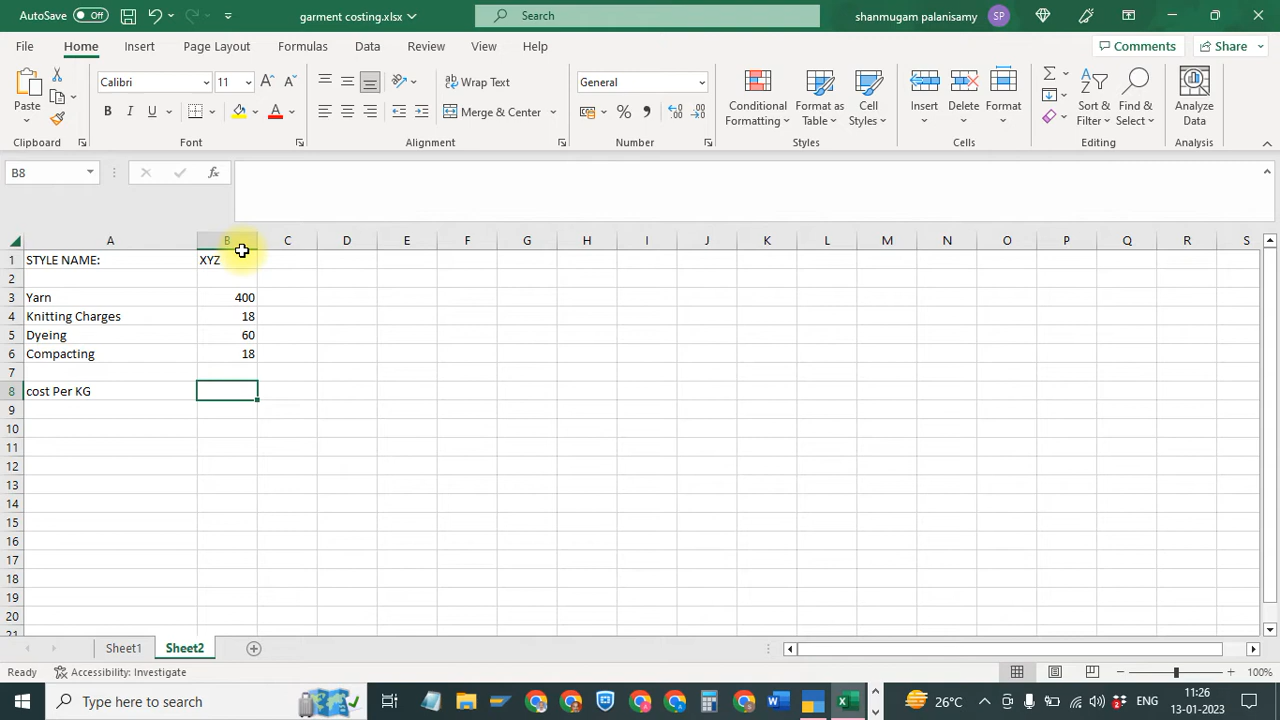 AutoSave Off garment costing.xlsx Search shanmugam palanisamy SP
File Home Insert Page Layout Formulas Data Review View Help Comments Share
Paste Calibri 11 A A Wrap Text General Conditional Formatting Format as Table Cell Styles Insert Delete Format Sort & Filter Find & Select Analyze Data
B I U A Merge & Center %
Clipboard Font Alignment Number Styles Cells Editing Analysis
B8 fx
A B C D E F G H I J K L M N O P Q R S
1 STYLE NAME: XYZ
2
3 Yarn 400
4 Knitting Charges 18
5 Dyeing 60
6 Compacting 18
7
8 cost Per KG
9
10
11
12
13
14
15
16
17
18
19
20
21
Sheet1 Sheet2
Ready Accessibility: Investigate 100%
Type here to search 26°C ENG 11:26
13-01-2023